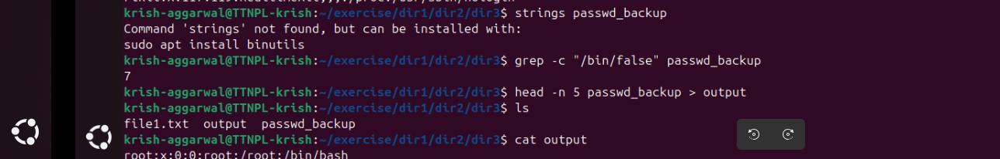 krish-aggarwal@TTNPL-krish:~/exercise/dir1/dir2/dir3$ strings passwd_backup
Command 'strings' not found, but can be installed with:
sudo apt install binutils
krish-aggarwal@TTNPL-krish:~/exercise/dir1/dir2/dir3$ grep -c "/bin/false" passwd_backup
7
krish-aggarwal@TTNPL-krish:~/exercise/dir1/dir2/dir3$ head -n 5 passwd_backup > output
krish-aggarwal@TTNPL-krish:~/exercise/dir1/dir2/dir3$ ls
file1.txt  output  passwd_backup
krish-aggarwal@TTNPL-krish:~/exercise/dir1/dir2/dir3$ cat output
root:x:0:0:root:/root:/bin/bash